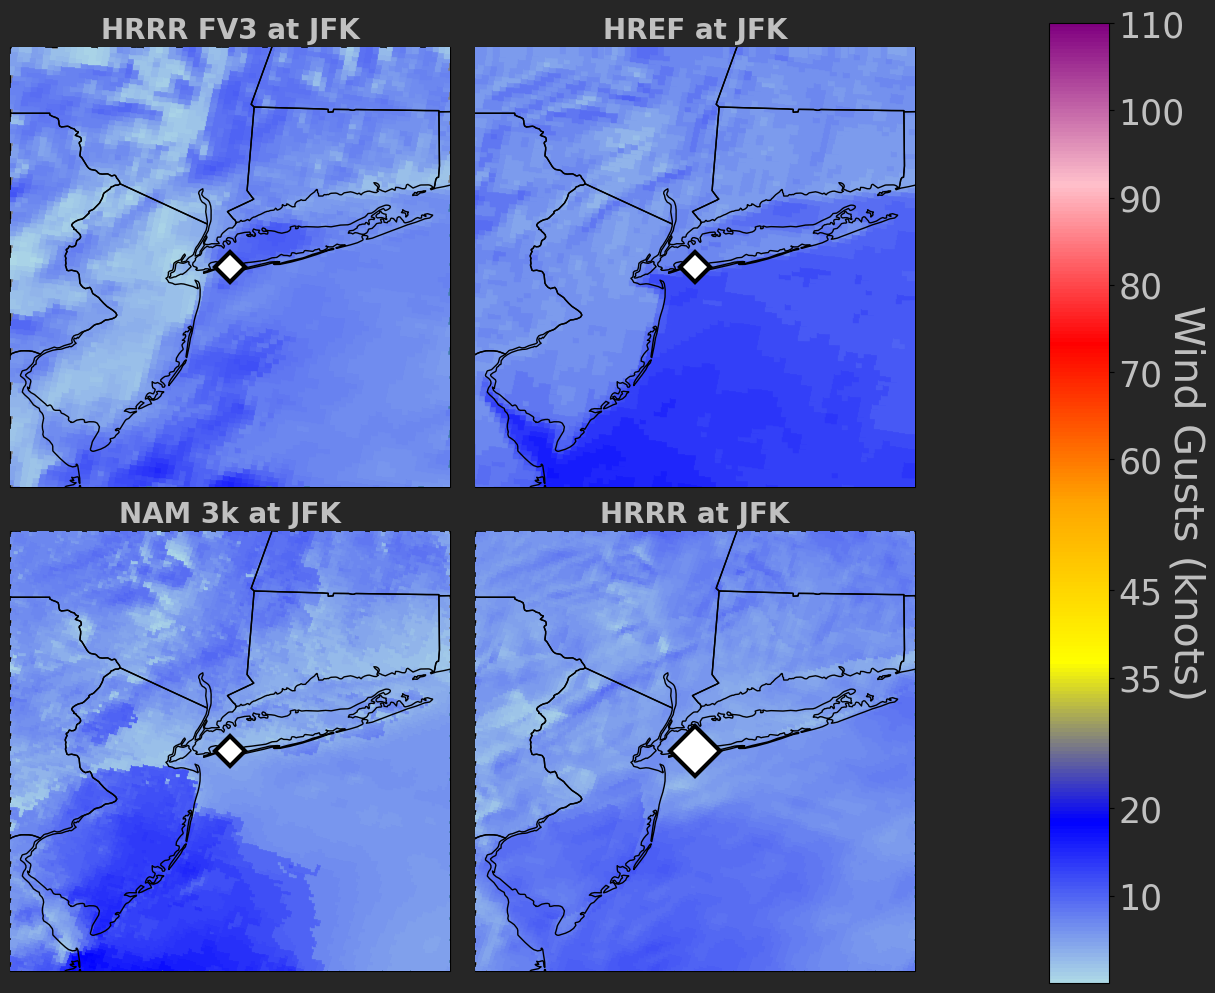 HRRR FV3 at JFK
HREF at JFK
NAM 3k at JFK
HRRR at JFK
110
100
90
80
70
60
45
35
20
10
Wind Gusts (knots)